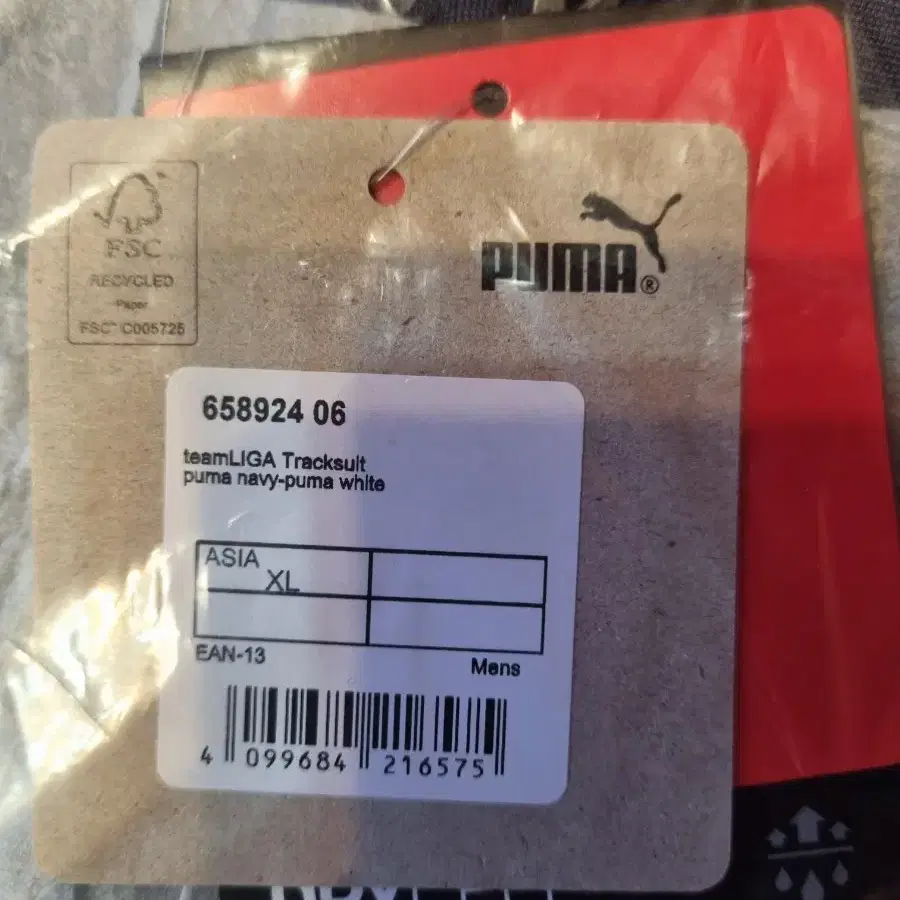 FSC
RECYCLED
Paper
FSC™ C005725
PUMA®
658924 06
teamLIGA Tracksuit
puma navy-puma white
ASIA
XL
EAN-13
Mens
4 099684 216575